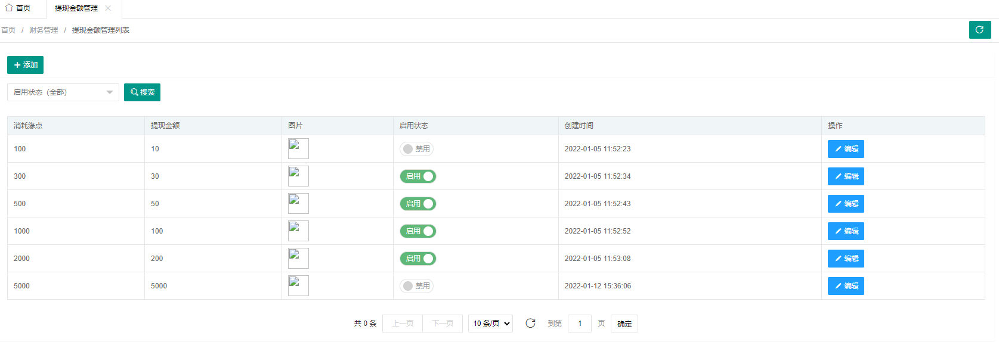 首页 提现金额管理
首页 / 财务管理 / 提现金额管理列表
添加
启用状态（全部） 搜索
消耗缘点 提现金额 图片 启用状态 创建时间 操作
100 10 禁用 2022-01-05 11:52:23 编辑
300 30 启用 2022-01-05 11:52:34 编辑
500 50 启用 2022-01-05 11:52:43 编辑
1000 100 启用 2022-01-05 11:52:52 编辑
2000 200 启用 2022-01-05 11:53:08 编辑
5000 5000 禁用 2022-01-12 15:36:06 编辑
共 0 条 上一页 下一页 10 条/页 到第 1 页 确定